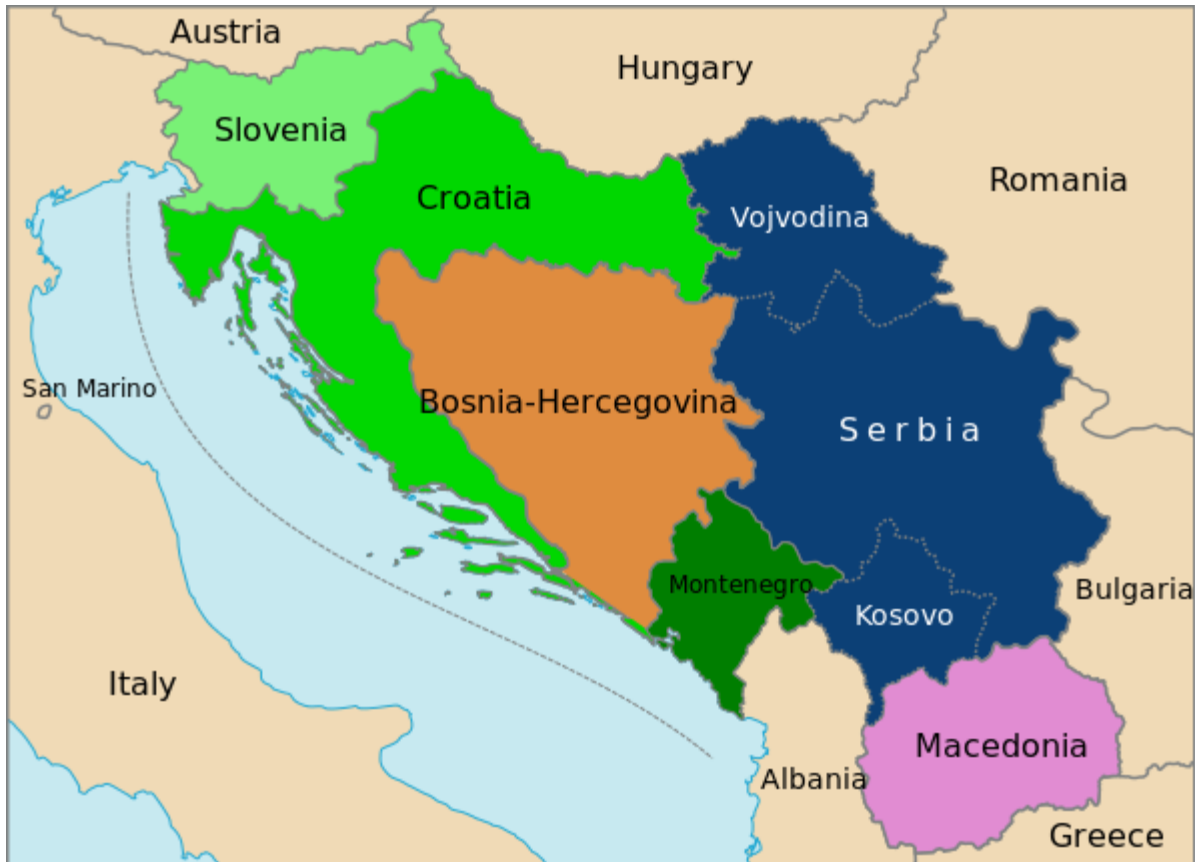 Austria
Hungary
Slovenia
Romania
Croatia
Vojvodina
San Marino
Bosnia-Hercegovina
Serbia
Montenegro
Bulgaria
Kosovo
Italy
Macedonia
Albania
Greece